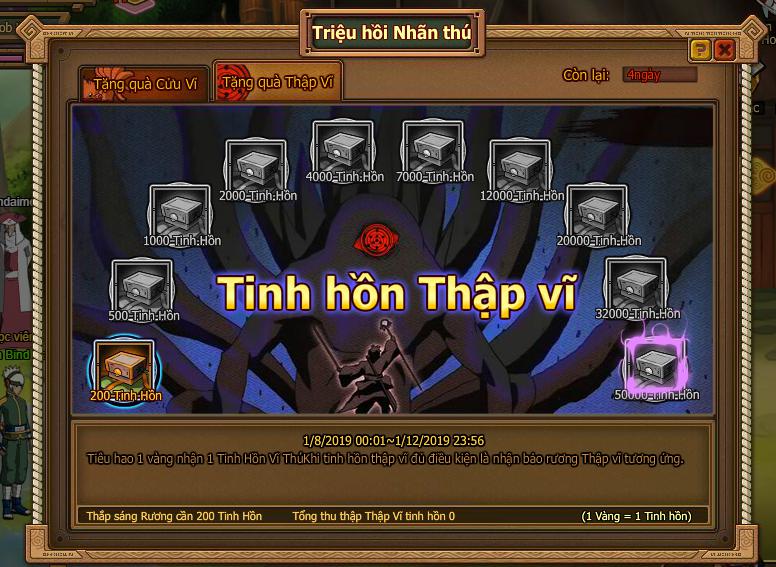 Triệu hồi Nhãn thú
Tặng quà Cửu Vĩ
Tặng quà Thập Vĩ
Còn lại: 4ngày
4000 Tinh Hồn
7000 Tinh Hồn
2000 Tinh Hồn
12000 Tinh Hồn
1000 Tinh Hồn
20000 Tinh Hồn
Tinh hồn Thập vĩ
500 Tinh Hồn
32000 Tinh Hồn
200 Tinh Hồn
50000 Tinh Hồn
1/8/2019 00:01~1/12/2019 23:56
Tiêu hao 1 vàng nhận 1 Tinh Hồn Vĩ ThúKhi tinh hồn thập vĩ đủ điều kiện là nhận báo rương Thập vĩ tương ứng.
Thắp sáng Rương cần 200 Tinh Hồn
Tổng thu thập Thập Vĩ tinh hồn 0
(1 Vàng = 1 Tinh hồn)